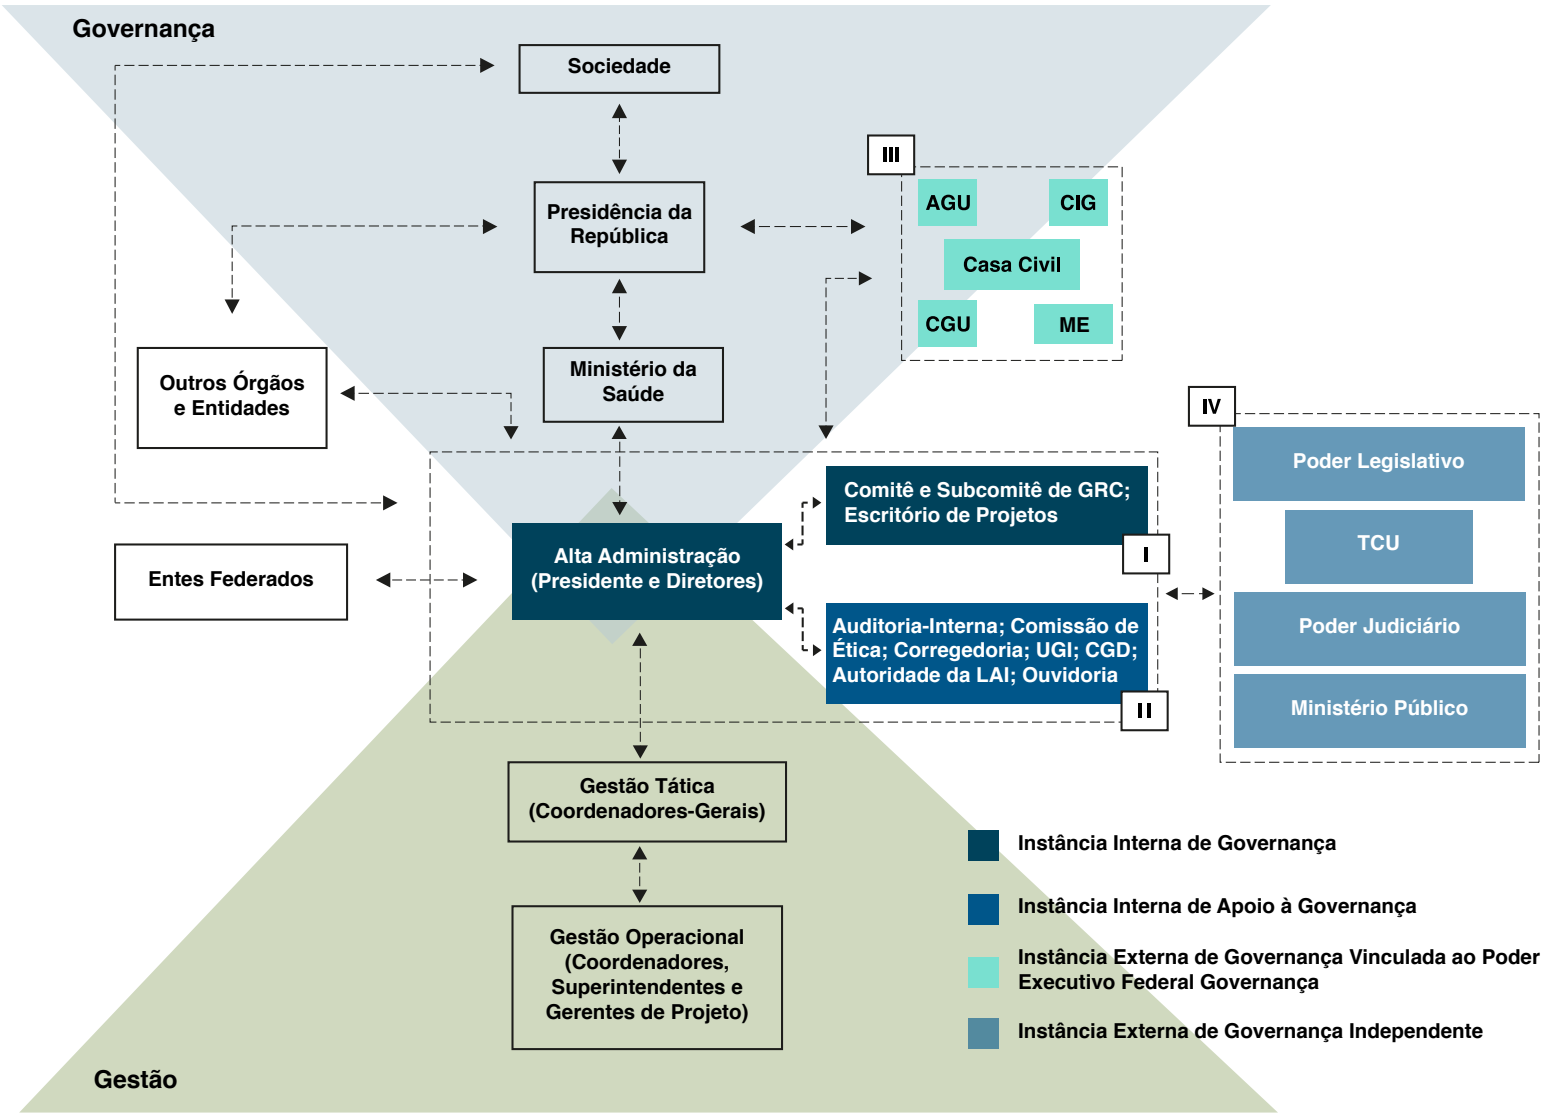 Governança
Sociedade
III
Presidência da
República
AGU
CIG
Casa Civil
CGU
ME
Outros Órgãos
e Entidades
Ministério da
Saúde
IV
Poder Legislativo
TCU
Poder Judiciário
Ministério Público
Comitê e Subcomitê de GRC;
Escritório de Projetos
I
Entes Federados
Alta Administração
(Presidente e Diretores)
Auditoria-Interna; Comissão de
Ética; Corregedoria; UGI; CGD;
Autoridade da LAI; Ouvidoria
II
Gestão Tática
(Coordenadores-Gerais)
Gestão Operacional
(Coordenadores,
Superintendentes e
Gerentes de Projeto)
Instância Interna de Governança
Instância Interna de Apoio à Governança
Instância Externa de Governança Vinculada ao Poder
Executivo Federal Governança
Instância Externa de Governança Independente
Gestão